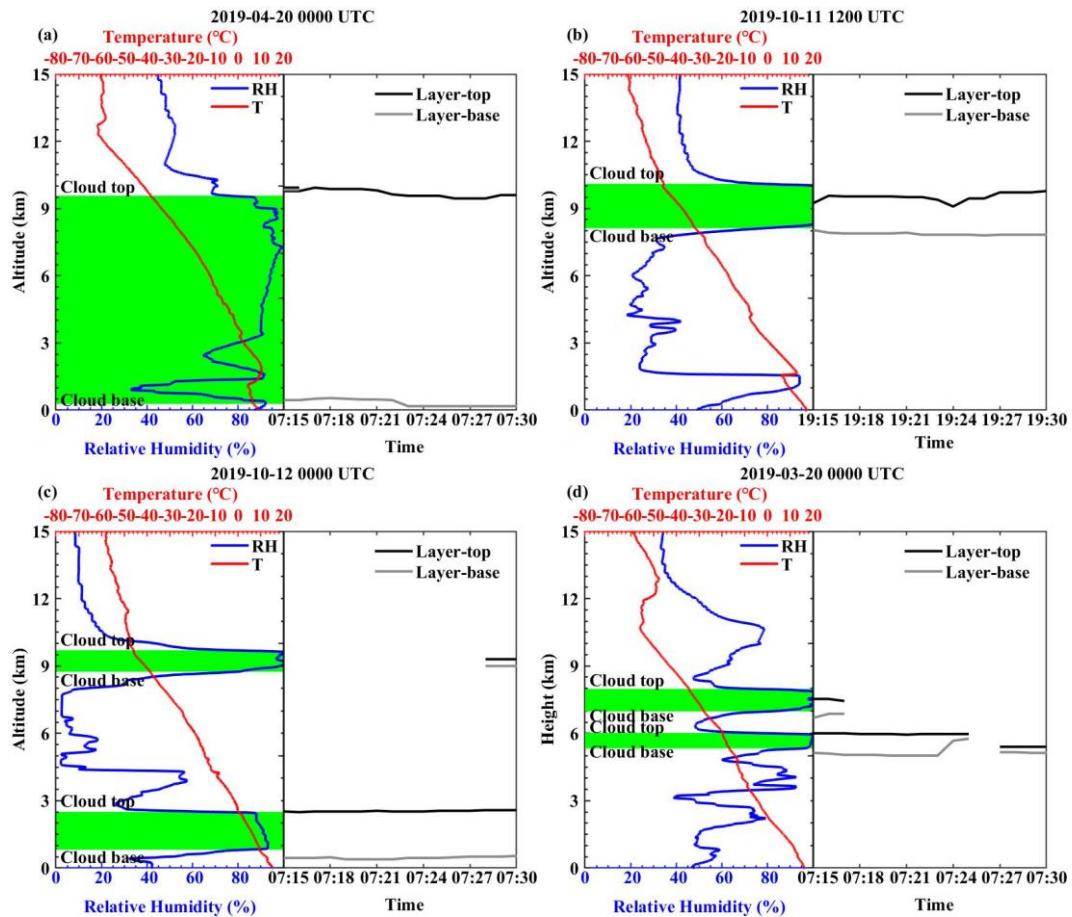 2019-04-20 0000 UTC
(a)
Temperature (°C)
-80-70-60-50-40-30-20-10 0 10 20
15
12
9
6
3
0
Altitude (km)
RH
T
Layer-top
Layer-base
Cloud top
Cloud base
20 40 60 80
07:15 07:18 07:21 07:24 07:27 07:30
Relative Humidity (%)
Time
2019-10-11 1200 UTC
(b)
Temperature (°C)
-80-70-60-50-40-30-20-10 0 10 20
15
12
9
6
3
0
Altitude (km)
RH
T
Layer-top
Layer-base
Cloud top
Cloud base
20 40 60 80
19:15 19:18 19:21 19:24 19:27 19:30
Relative Humidity (%)
Time
2019-10-12 0000 UTC
(c)
Temperature (°C)
-80-70-60-50-40-30-20-10 0 10 20
15
12
9
6
3
0
Altitude (km)
RH
T
Layer-top
Layer-base
Cloud top
Cloud base
Cloud top
Cloud base
0 20 40 60 80
07:15 07:18 07:21 07:24 07:27 07:30
Relative Humidity (%)
Time
2019-03-20 0000 UTC
(d)
Temperature (°C)
-80-70-60-50-40-30-20-10 0 10 20
15
12
9
6
3
0
Height (km)
RH
T
Layer-top
Layer-base
Cloud top
Cloud base
Cloud top
Cloud base
0 20 40 60 80
07:15 07:18 07:21 07:24 07:27 07:30
Relative Humidity (%)
Time